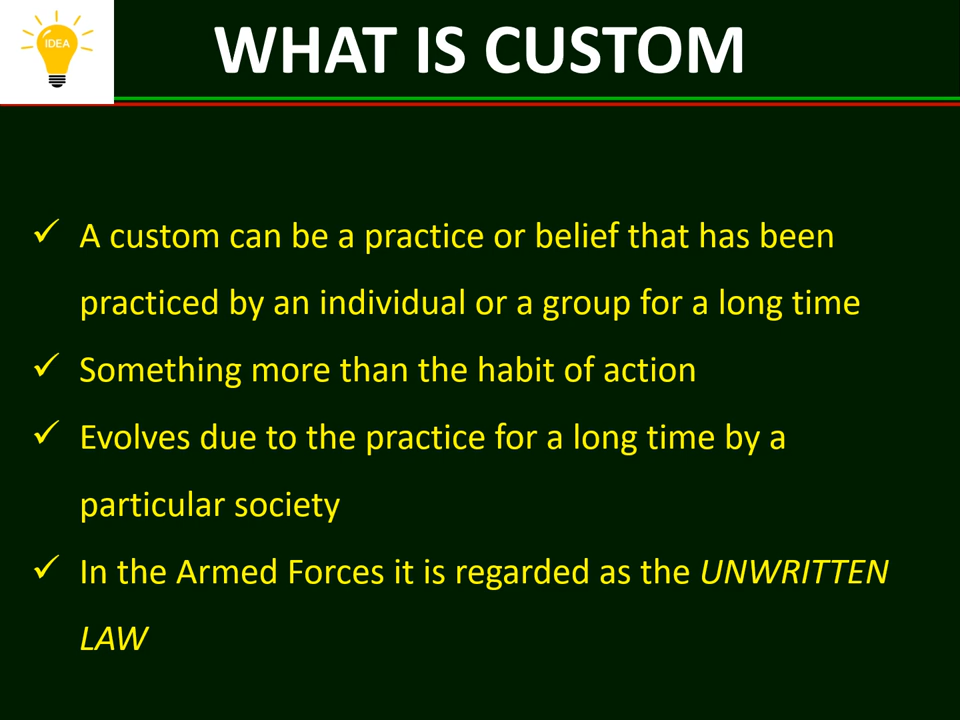 IDEA
WHAT IS CUSTOM
✓ A custom can be a practice or belief that has been
practiced by an individual or a group for a long time
✓ Something more than the habit of action
✓ Evolves due to the practice for a long time by a
particular society
✓ In the Armed Forces it is regarded as the UNWRITTEN
LAW